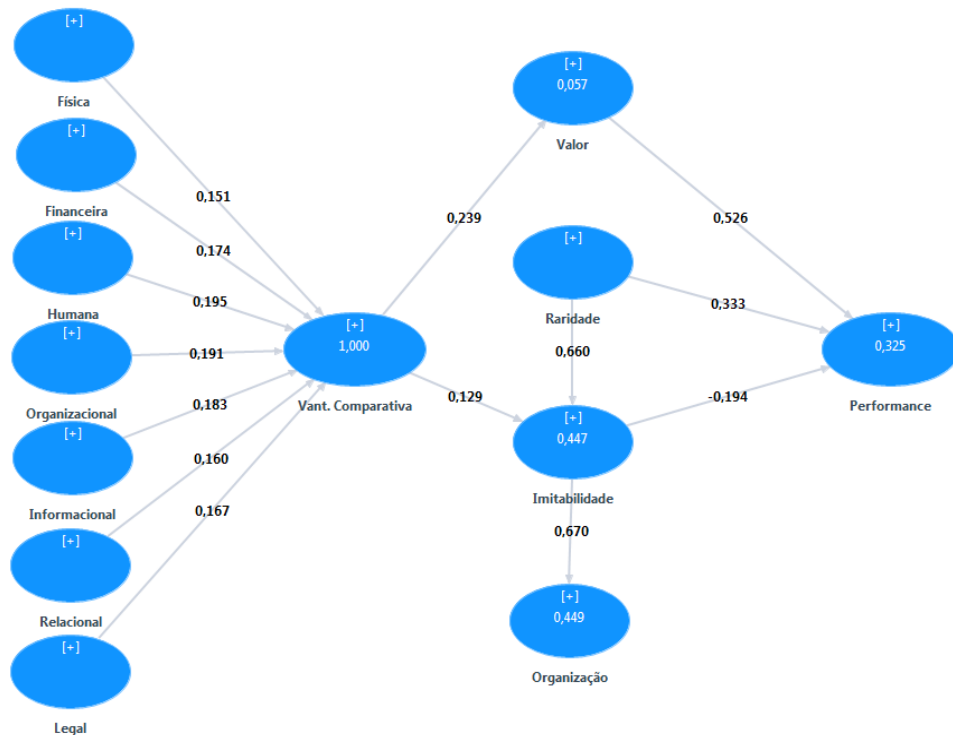 [+]
Física
[+]
Financeira
[+]
Humana
[+]
Organizacional
[+]
Informacional
[+]
Relacional
[+]
Legal
0,151
0,174
0,195
0,191
0,183
0,160
0,167
[+]
1,000
Vant. Comparativa
0,239
0,129
[+]
0,057
Valor
[+]
Raridade
0,660
[+]
0,447
Imitabilidade
0,670
[+]
0,449
Organização
0,526
0,333
-0,194
[+]
0,325
Performance